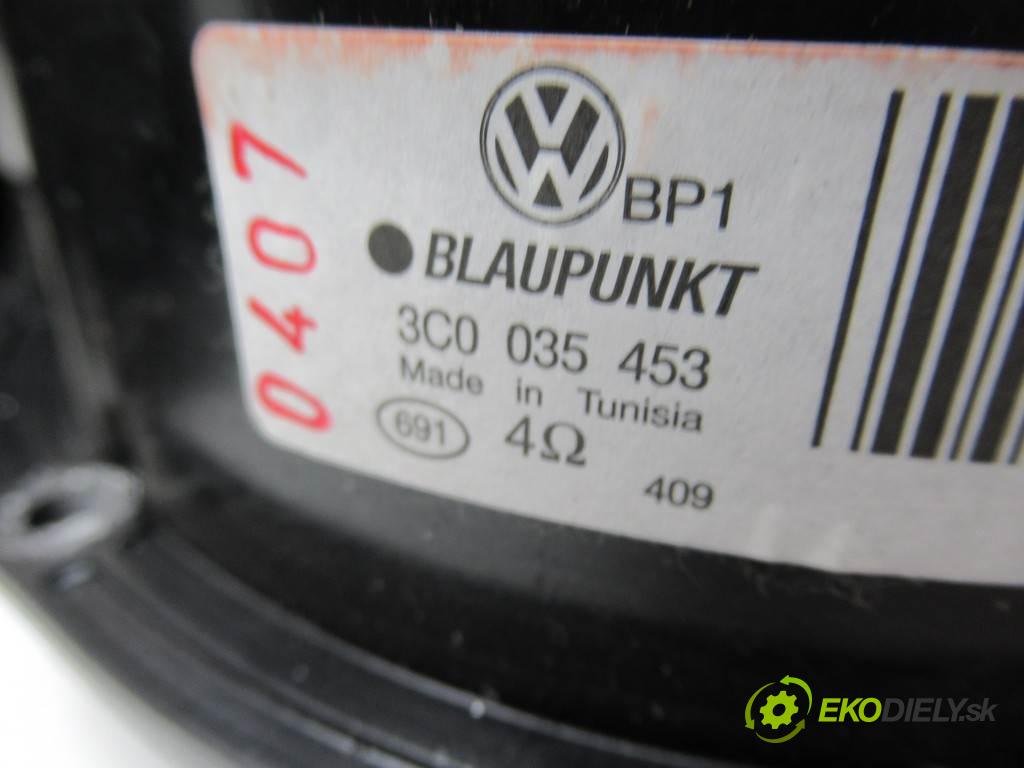 0407
BP1
BLAUPUNKT
3C0 035 453
Made in Tunisia
691 4Ω
409
EKODIELY.sk